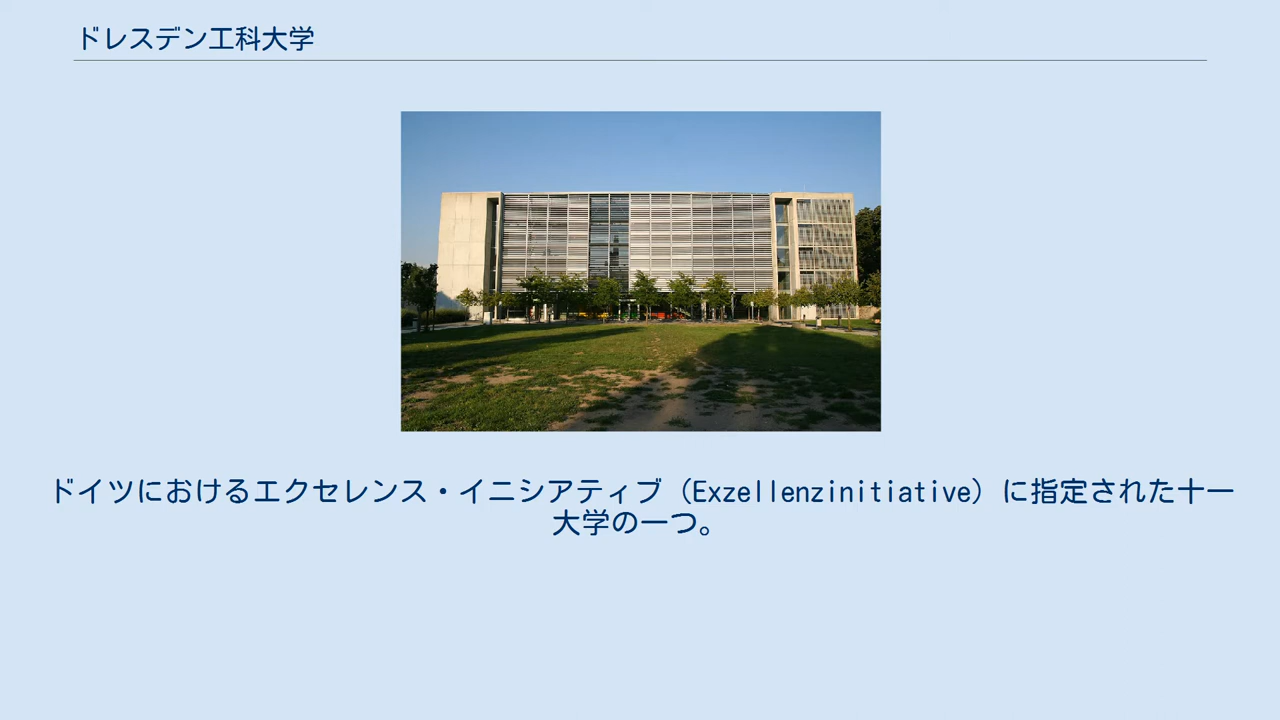 ドレスデン工科大学
ドイツにおけるエクセレンス・イニシアティブ（Exzellenzinitiative）に指定された十一
大学の一つ。